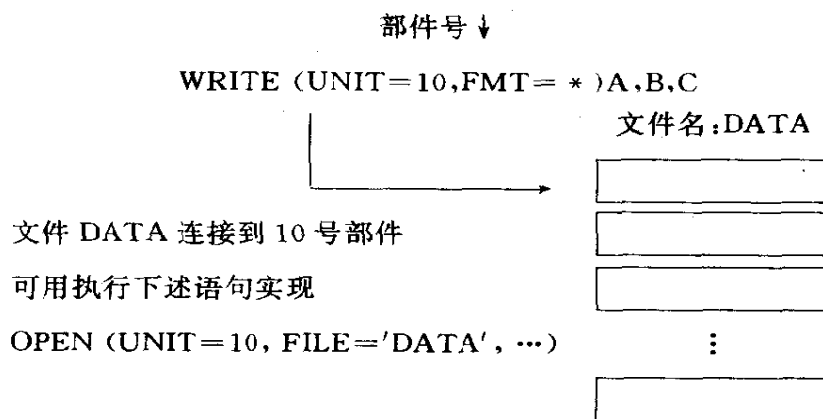 部件号↓
WRITE (UNIT=10,FMT= * )A,B,C
文件名:DATA
文件 DATA 连接到 10 号部件
可用执行下述语句实现
OPEN (UNIT=10, FILE='DATA', …)
⋮